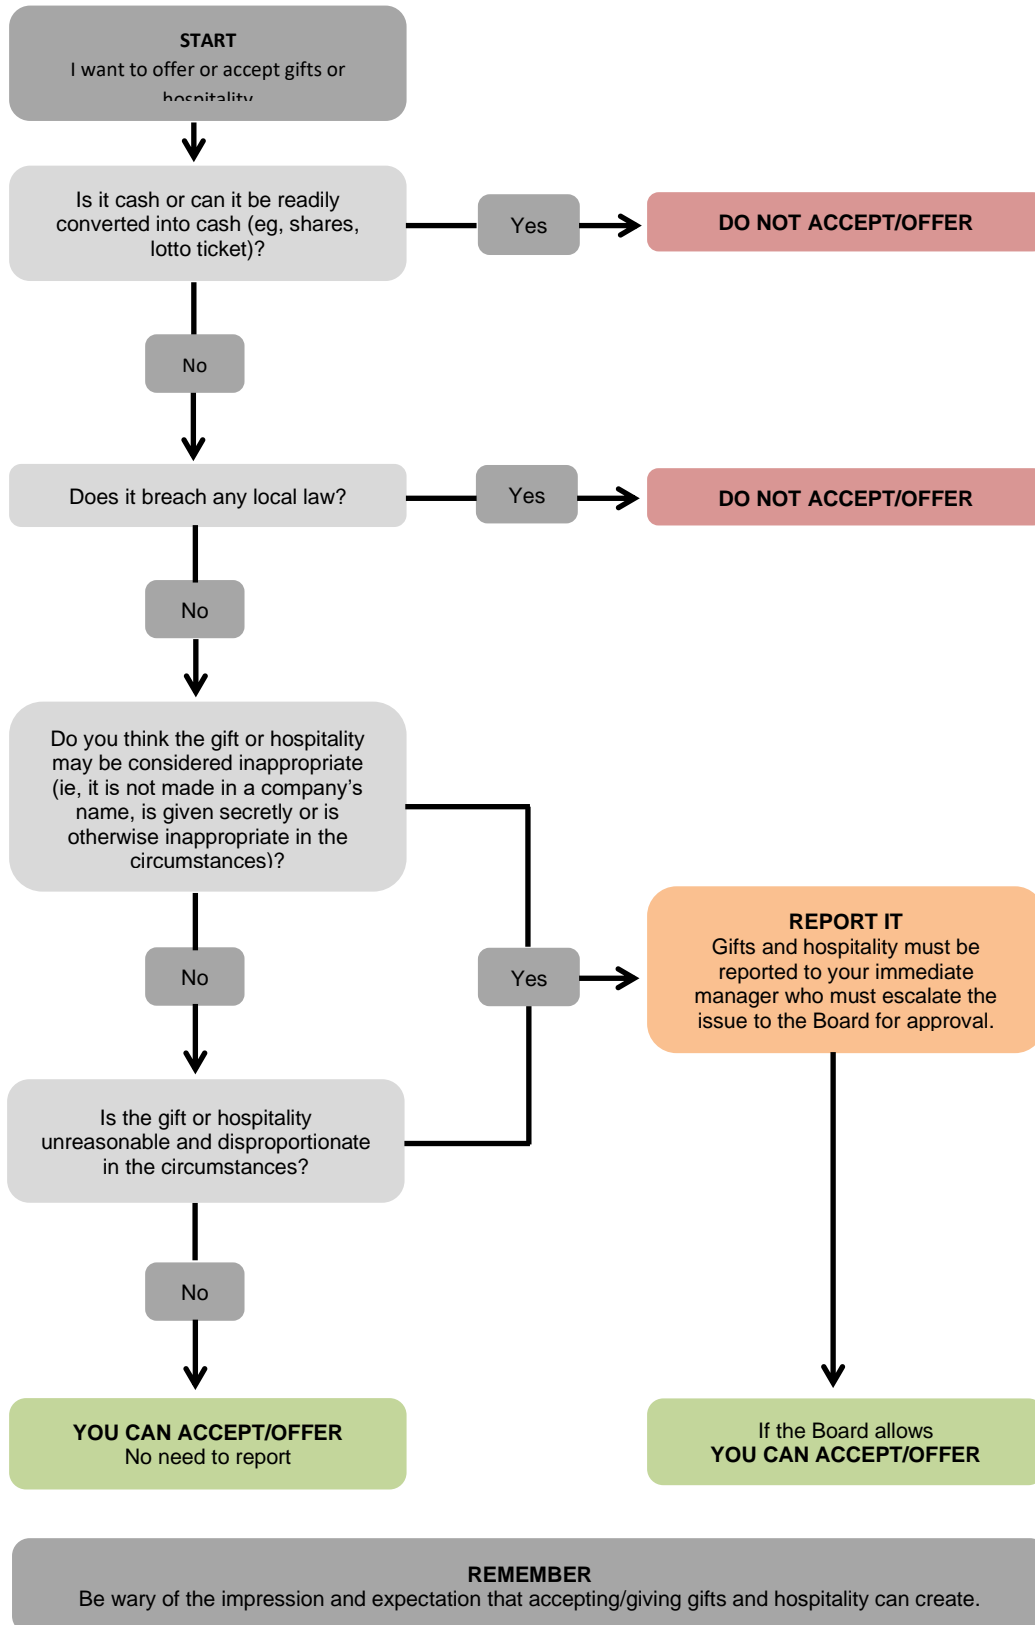 START
I want to offer or accept gifts or
hospitality
Is it cash or can it be readily
converted into cash (eg, shares,
lotto ticket)?
Yes
DO NOT ACCEPT/OFFER
No
Does it breach any local law?
Yes
DO NOT ACCEPT/OFFER
No
Do you think the gift or hospitality
may be considered inappropriate
(ie, it is not made in a company’s
name, is given secretly or is
otherwise inappropriate in the
circumstances)?
No
Yes
REPORT IT
Gifts and hospitality must be
reported to your immediate
manager who must escalate the
issue to the Board for approval.
Is the gift or hospitality
unreasonable and disproportionate
in the circumstances?
No
YOU CAN ACCEPT/OFFER
No need to report
If the Board allows
YOU CAN ACCEPT/OFFER
REMEMBER
Be wary of the impression and expectation that accepting/giving gifts and hospitality can create.